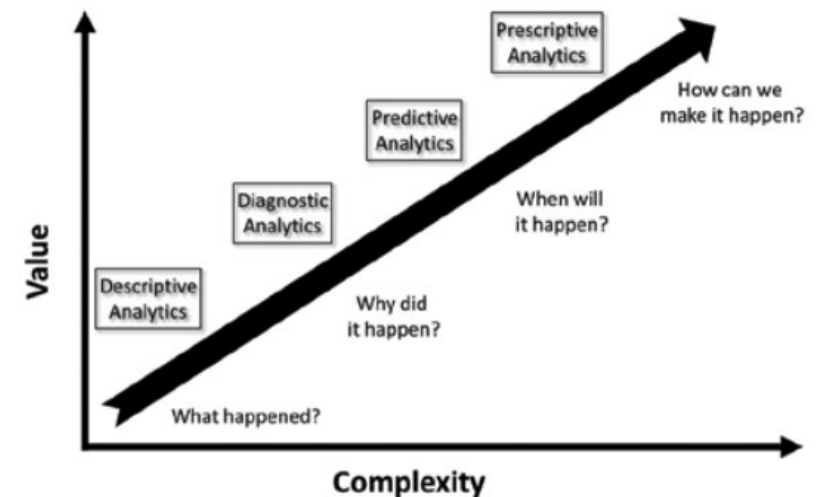 Prescriptive
Analytics
How can we
make it happen?
Predictive
Analytics
When will
it happen?
Diagnostic
Analytics
Why did
it happen?
Descriptive
Analytics
What happened?
Value
Complexity